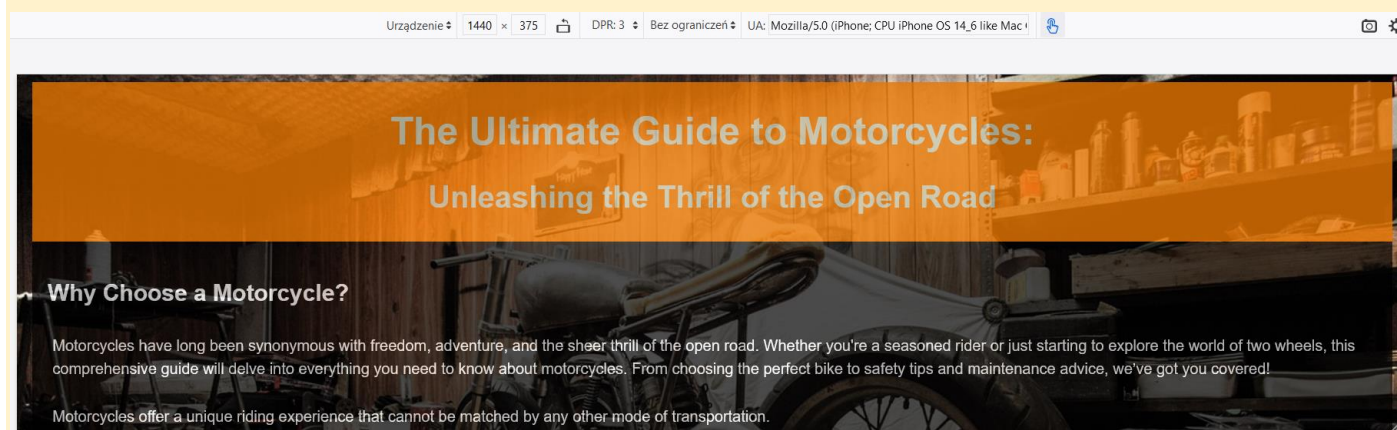 Urządzenie 1440 × 375 DPR: 3 Bez ograniczeń UA: Mozilla/5.0 (iPhone; CPU iPhone OS 14_6 like Mac
The Ultimate Guide to Motorcycles:
Unleashing the Thrill of the Open Road
Why Choose a Motorcycle?
Motorcycles have long been synonymous with freedom, adventure, and the sheer thrill of the open road. Whether you're a seasoned rider or just starting to explore the world of two wheels, this
comprehensive guide will delve into everything you need to know about motorcycles. From choosing the perfect bike to safety tips and maintenance advice, we've got you covered!
Motorcycles offer a unique riding experience that cannot be matched by any other mode of transportation.